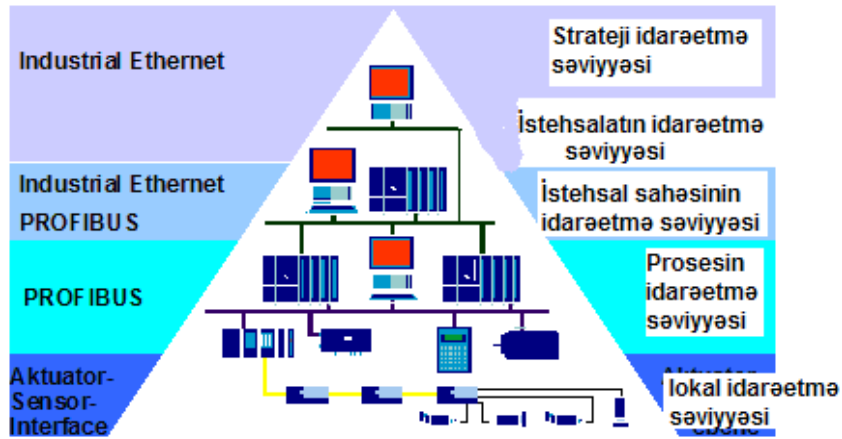 Industrial Ethernet
Strateji idarəetmə
səviyyəsi
İstehsalatın idarəetmə
səviyyəsi
Industrial Ethernet
PROFIBUS
İstehsal sahəsinin
idarəetmə səviyyəsi
PROFIBUS
Prosesin
idarəetmə
səviyyəsi
Aktuator-
Sensor-
Interface
lokal idarəetmə
səviyyəsi